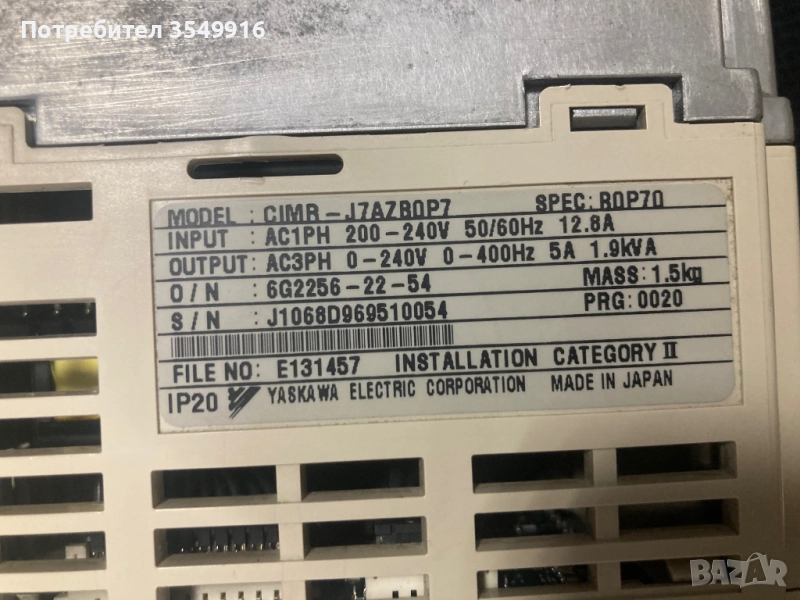 Потребител 3549916
MODEL : CIMR-J7AZB0P7 SPEC: B0P70
INPUT : AC1PH 200-240V 50/60Hz 12.8A
OUTPUT: AC3PH 0-240V 0-400Hz 5A 1.9kVA
O/N : 6G2256-22-54 MASS: 1.5kg
S/N : J1068D969510054 PRG: 0020
FILE NO: E131457 INSTALLATION CATEGORY II
IP20 YASKAWA ELECTRIC CORPORATION MADE IN JAPAN
BAZAR